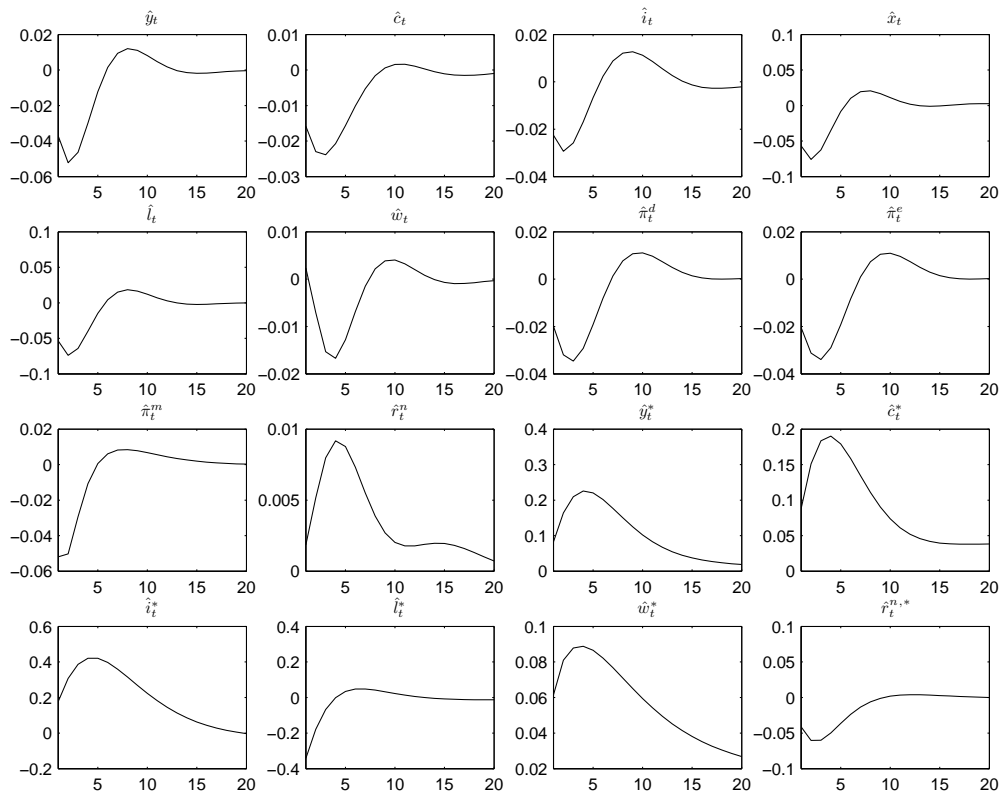 ŷ_t ĉ_t î_t x̂_t
0.02 0.01 0.04 0.1
0 0 0.02 0.05
−0.02 −0.01 0 0
−0.04 −0.02 −0.02 −0.05
−0.06 −0.03 −0.04 −0.1
5 10 15 20 5 10 15 20 5 10 15 20 5 10 15 20
l̂_t ŵ_t π̂_t^d π̂_t^e
0.1 0.01 0.02 0.02
0.05 0 0 0
0 −0.01 −0.02 −0.02
−0.05 −0.02 −0.04 −0.04
−0.1
5 10 15 20 5 10 15 20 5 10 15 20 5 10 15 20
π̂_t^m r̂_t^n ŷ_t^* ĉ_t^*
0.02 0.01 0.4 0.2
0 0.005 0.3 0.15
−0.02 0 0.2 0.1
−0.04 0.1 0.05
−0.06 0 0
5 10 15 20 5 10 15 20 5 10 15 20 5 10 15 20
î_t^* l̂_t^* ŵ_t^* r̂_t^{n,*}
0.6 0.4 0.1 0.1
0.4 0.2 0.08 0.05
0.2 0 0.06 0
0 −0.2 0.04 −0.05
−0.2 −0.4 0.02 −0.1
5 10 15 20 5 10 15 20 5 10 15 20 5 10 15 20